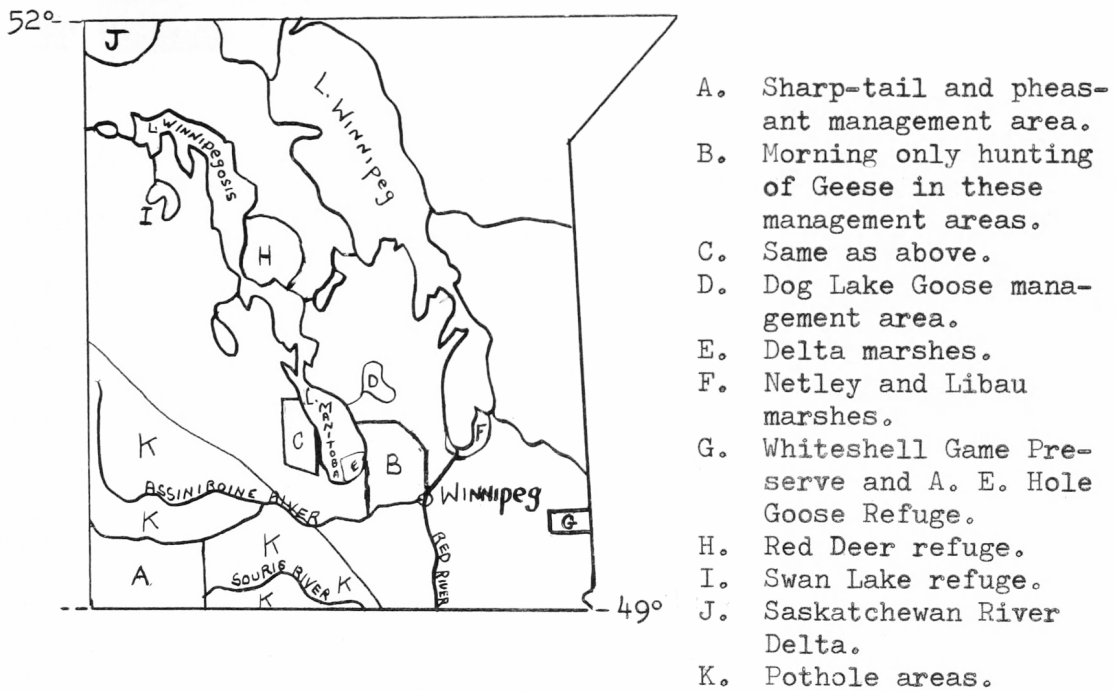 52°
J
L. WINNIPEG
L. WINNIPEGOSIS
I
H
D
L. MANITOBA
C
E
B
F
K
ASSINIBOINE RIVER
WINNIPEG
K
G
K
RED RIVER
A
SOURIS RIVER
K
K
49°
A. Sharp-tail and pheas-
ant management area.
B. Morning only hunting
of Geese in these
management areas.
C. Same as above.
D. Dog Lake Goose mana-
gement area.
E. Delta marshes.
F. Netley and Libau
marshes.
G. Whiteshell Game Pre-
serve and A. E. Hole
Goose Refuge.
H. Red Deer refuge.
I. Swan Lake refuge.
J. Saskatchewan River
Delta.
K. Pothole areas.